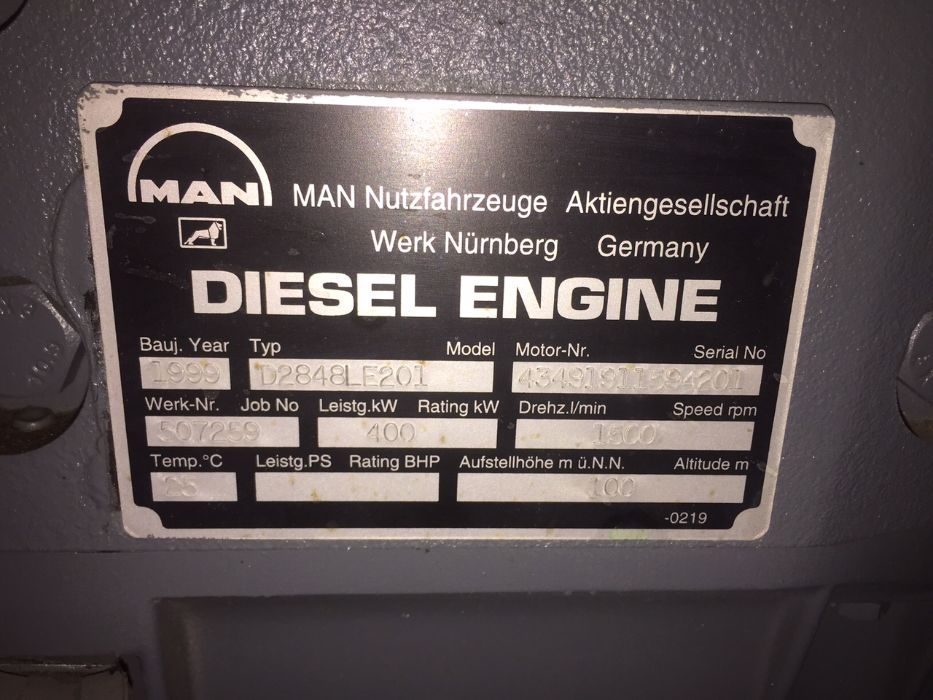 MAN
MAN Nutzfahrzeuge Aktiengesellschaft
Werk Nürnberg Germany
DIESEL ENGINE
Bauj. Year Typ Model Motor-Nr. Serial No
1999 D2848LE201 43491911594201
Werk-Nr. Job No Leistg.kW Rating kW Drehz.l/min Speed rpm
507259 400 1500
Temp.°C Leistg.PS Rating BHP Aufstellhöhe m ü.N.N. Altitude m
25 100
-0219